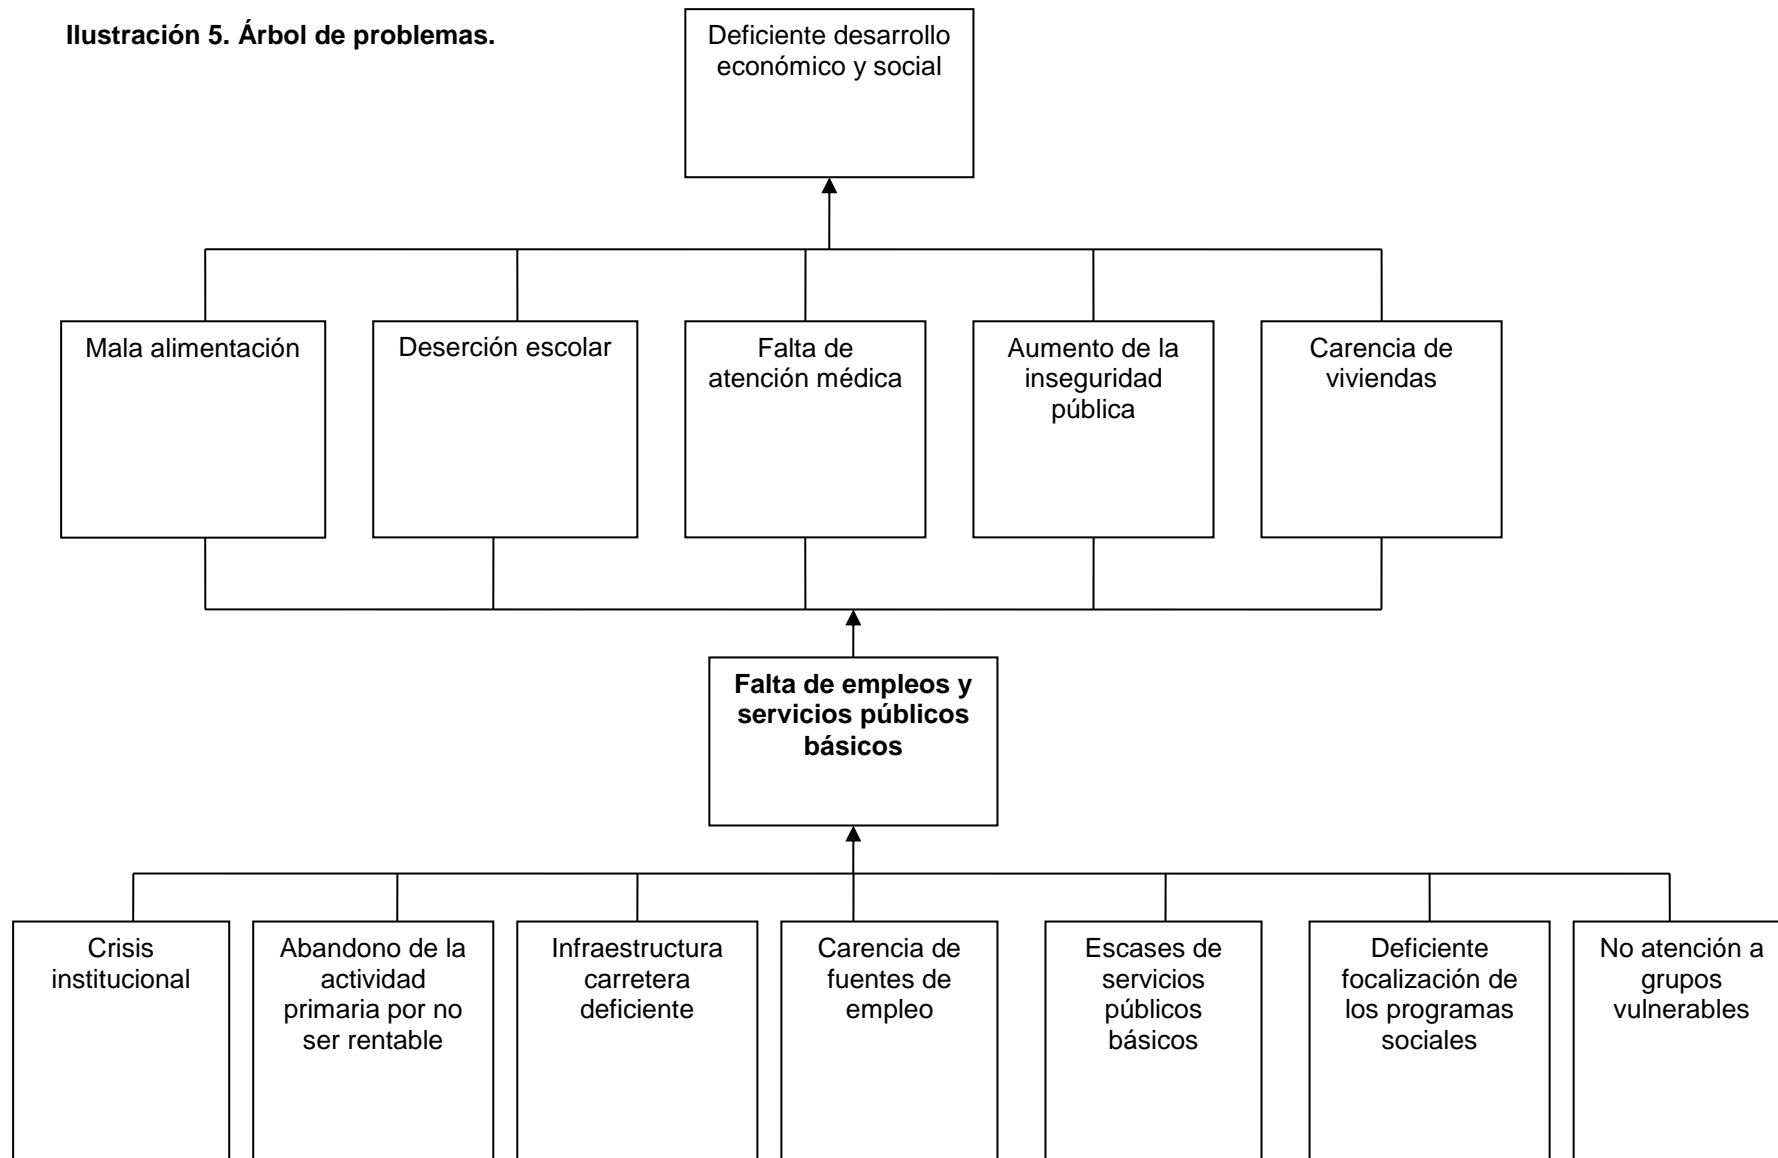 Ilustración 5. Árbol de problemas.
Deficiente desarrollo
económico y social
Mala alimentación
Deserción escolar
Falta de
atención médica
Aumento de la
inseguridad
pública
Carencia de
viviendas
Falta de empleos y
servicios públicos
básicos
Crisis
institucional
Abandono de la
actividad
primaria por no
ser rentable
Infraestructura
carretera
deficiente
Carencia de
fuentes de
empleo
Escases de
servicios
públicos
básicos
Deficiente
focalización de
los programas
sociales
No atención a
grupos
vulnerables